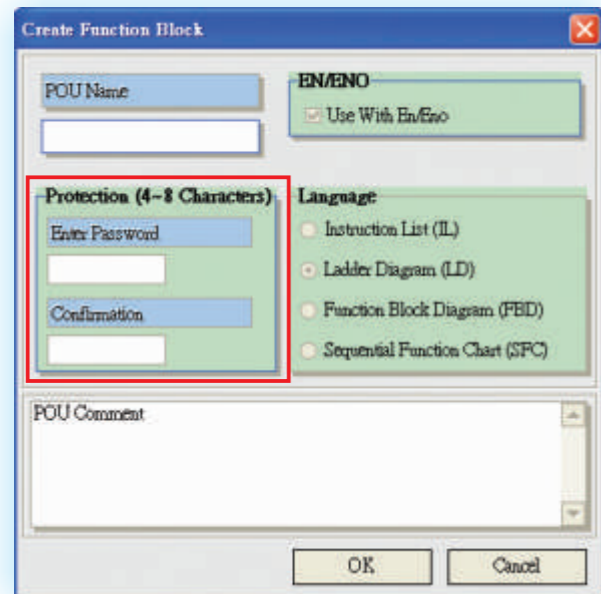 Create Function Block
POU Name
EN/ENO
Use With En/Eno
Protection (4~8 Characters)
Enter Password
Confirmation
Language
Instruction List (IL)
Ladder Diagram (LD)
Function Block Diagram (FBD)
Sequential Function Chart (SFC)
POU Comment
OK
Cancel